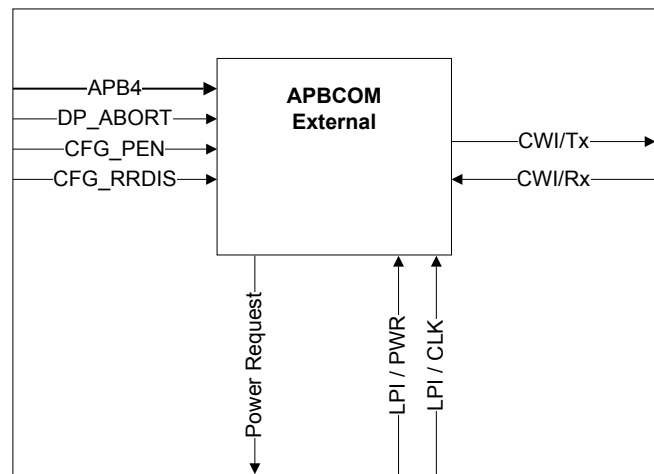 APB4
DP_ABORT
CFG_PEN
CFG_RRDIS
APBCOM
External
CWI/Tx
CWI/Rx
Power Request
LPI / PWR
LPI / CLK